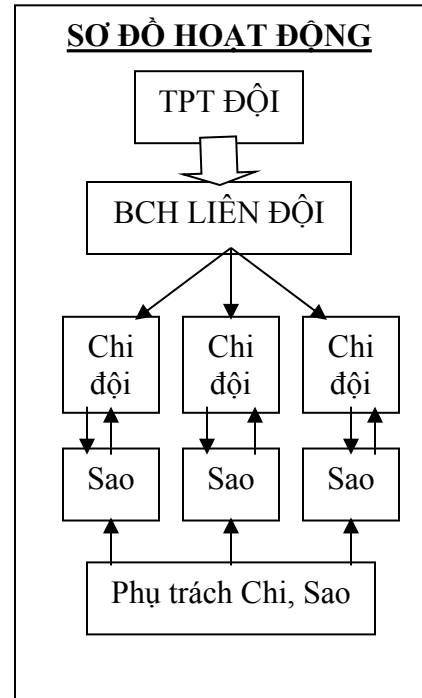 SƠ ĐỒ HOẠT ĐỘNG
TPT ĐỘI
BCH LIÊN ĐỘI
Chi
đội
Chi
đội
Chi
đội
Sao
Sao
Sao
Phụ trách Chi, Sao